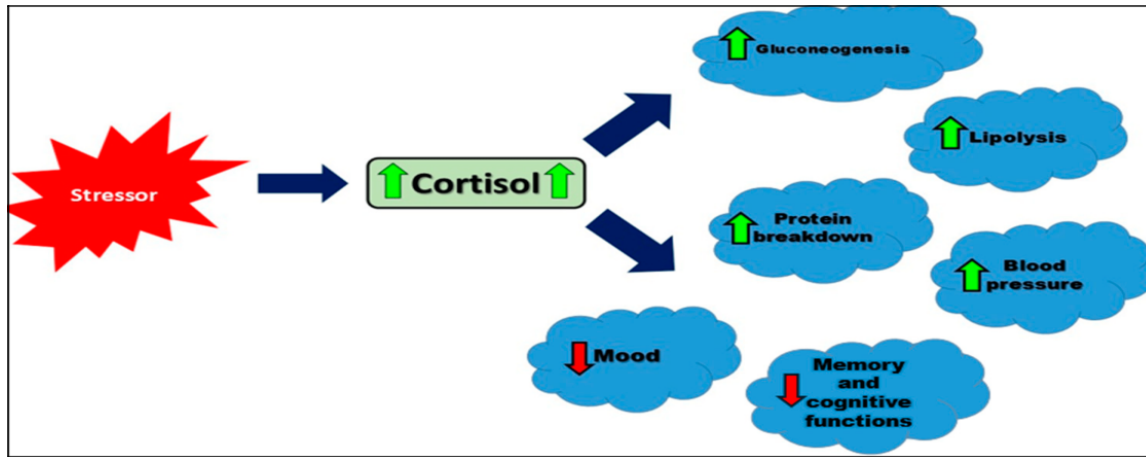 Stressor
Cortisol
Gluconeogenesis
Lipolysis
Protein
breakdown
Blood
pressure
Mood
Memory
and
cognitive
functions